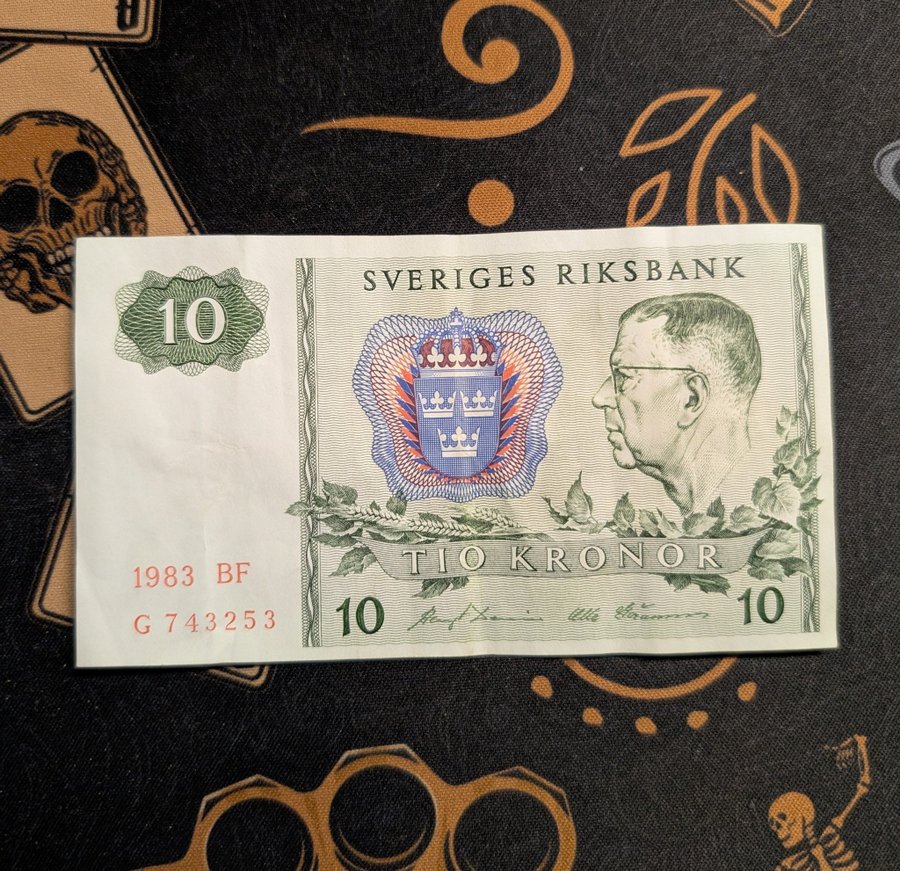 SVERIGES RIKSBANK
10
TIO KRONOR
1983 BF
G 743253
10
10